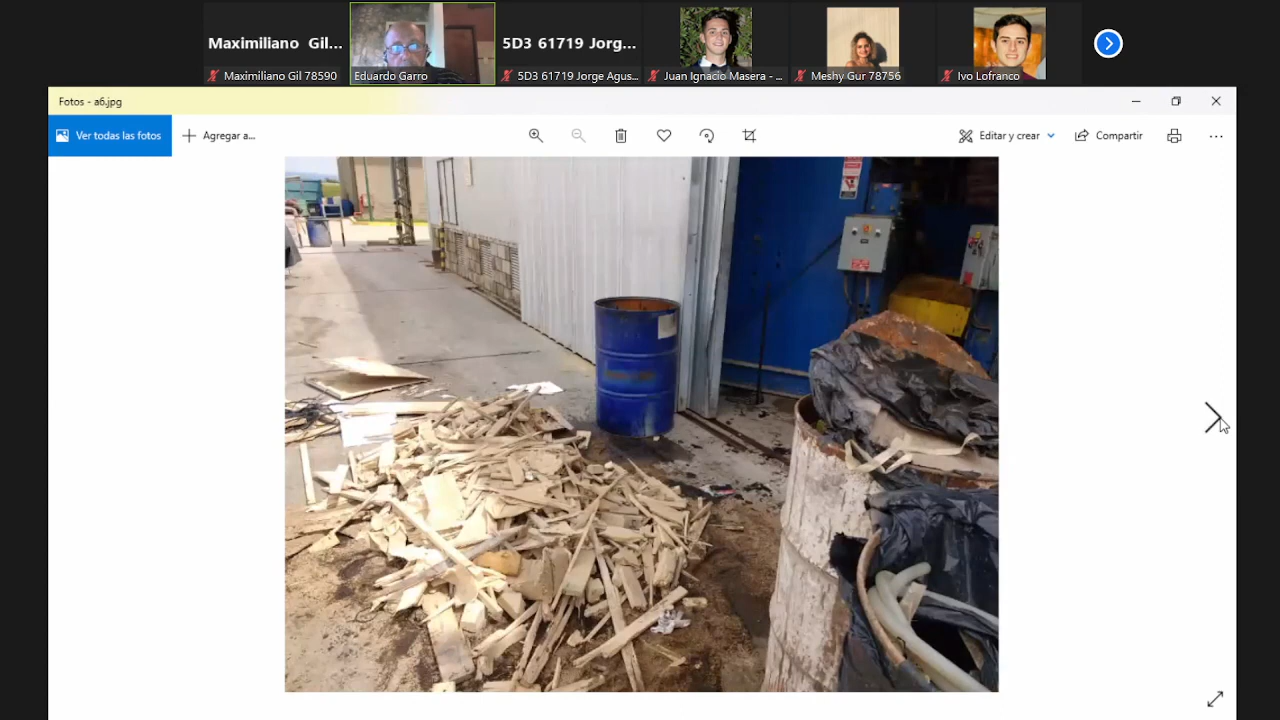 Maximiliano Gil...
5D3 61719 Jorg...
Maximiliano Gil 78590
Eduardo Garro
5D3 61719 Jorge Agus...
Juan Ignacio Masera - ...
Meshy Gur 78756
Ivo Lofranco
Fotos - a6.jpg
Ver todas las fotos
Agregar a...
Editar y crear
Compartir